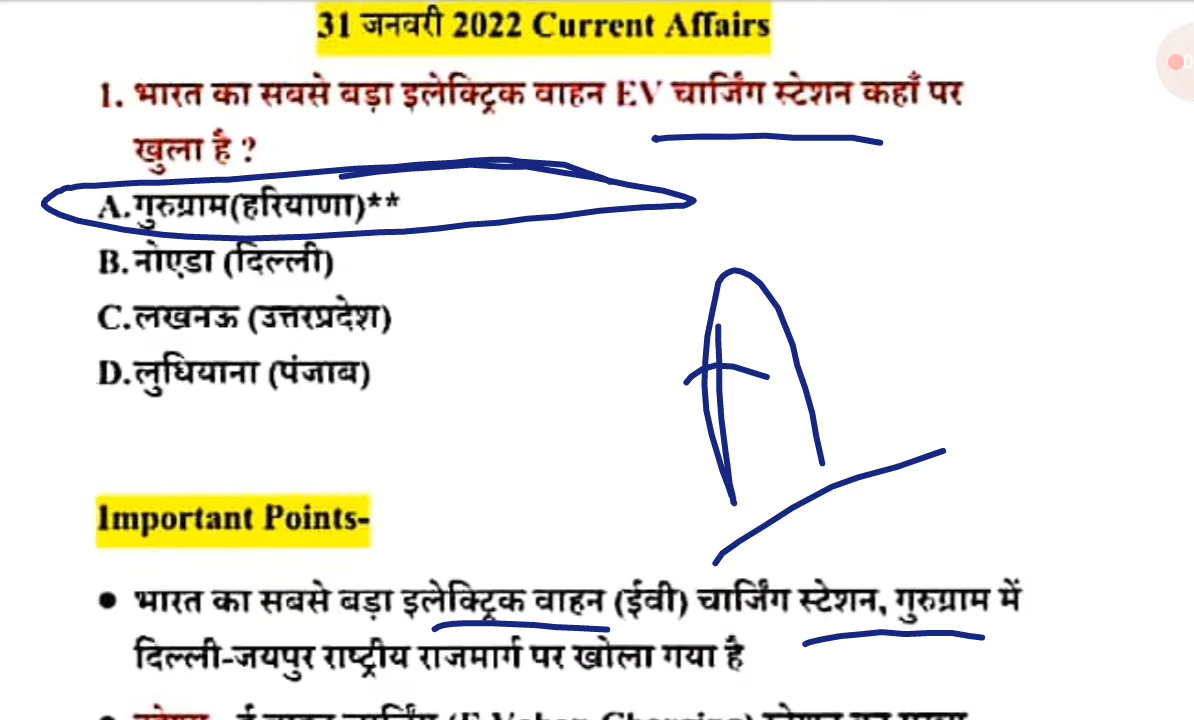 31 जनवरी 2022 Current Affairs
1. भारत का सबसे बड़ा इलेक्ट्रिक वाहन EV चार्जिंग स्टेशन कहाँ पर
खुला है ?
A.गुरुग्राम(हरियाणा)**
B.नोएडा (दिल्ली)
C.लखनऊ (उत्तरप्रदेश)
D.लुधियाना (पंजाब)
A
Important Points-
● भारत का सबसे बड़ा इलेक्ट्रिक वाहन (ईवी) चार्जिंग स्टेशन, गुरुग्राम में
दिल्ली-जयपुर राष्ट्रीय राजमार्ग पर खोला गया है